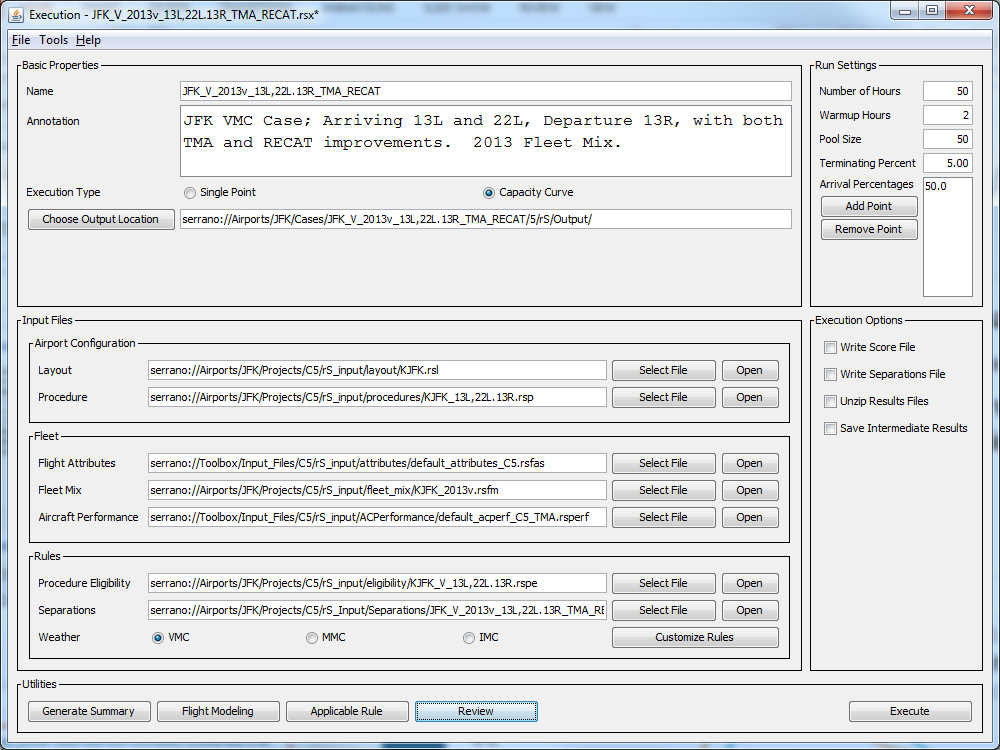 Execution - JFK_V_2013v_13L,22L.13R_TMA_RECAT.rsx*
File Tools Help
Basic Properties
Name JFK_V_2013v_13L,22L.13R_TMA_RECAT
Annotation JFK VMC Case; Arriving 13L and 22L, Departure 13R, with both
TMA and RECAT improvements. 2013 Fleet Mix.
Execution Type Single Point Capacity Curve
Choose Output Location serrano://Airports/JFK/Cases/JFK_V_2013v_13L,22L.13R_TMA_RECAT/5/rS/Output/
Run Settings
Number of Hours 50
Warmup Hours 2
Pool Size 50
Terminating Percent 5.00
Arrival Percentages 50.0
Add Point
Remove Point
Input Files
Airport Configuration
Layout serrano://Airports/JFK/Projects/C5/rS_input/layout/KJFK.rsl Select File Open
Procedure serrano://Airports/JFK/Projects/C5/rS_input/procedures/KJFK_13L,22L.13R.rsp Select File Open
Fleet
Flight Attributes serrano://Toolbox/Input_Files/C5/rS_input/attributes/default_attributes_C5.rsfas Select File Open
Fleet Mix serrano://Airports/JFK/Projects/C5/rS_input/fleet_mix/KJFK_2013v.rsfm Select File Open
Aircraft Performance serrano://Toolbox/Input_Files/C5/rS_input/ACPerformance/default_acperf_C5_TMA.rsperf Select File Open
Rules
Procedure Eligibility serrano://Airports/JFK/Projects/C5/rS_input/eligibility/KJFK_V_13L,22L.13R.rspe Select File Open
Separations serrano://Airports/JFK/Projects/C5/rS_Input/Separations/JFK_V_2013v_13L,22L.13R_TMA_RE Select File Open
Weather VMC MMC IMC Customize Rules
Execution Options
Write Score File
Write Separations File
Unzip Results Files
Save Intermediate Results
Utilities
Generate Summary Flight Modeling Applicable Rule Review Execute